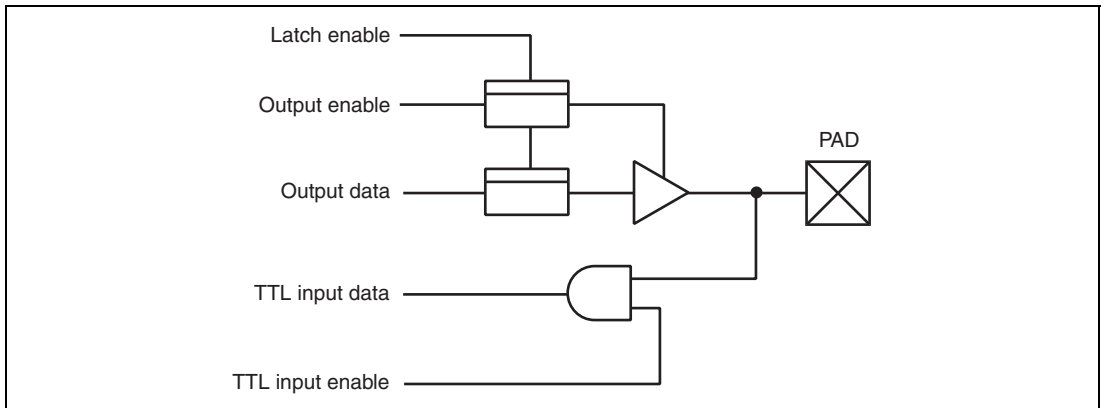 Latch enable
Output enable
PAD
Output data
TTL input data
TTL input enable